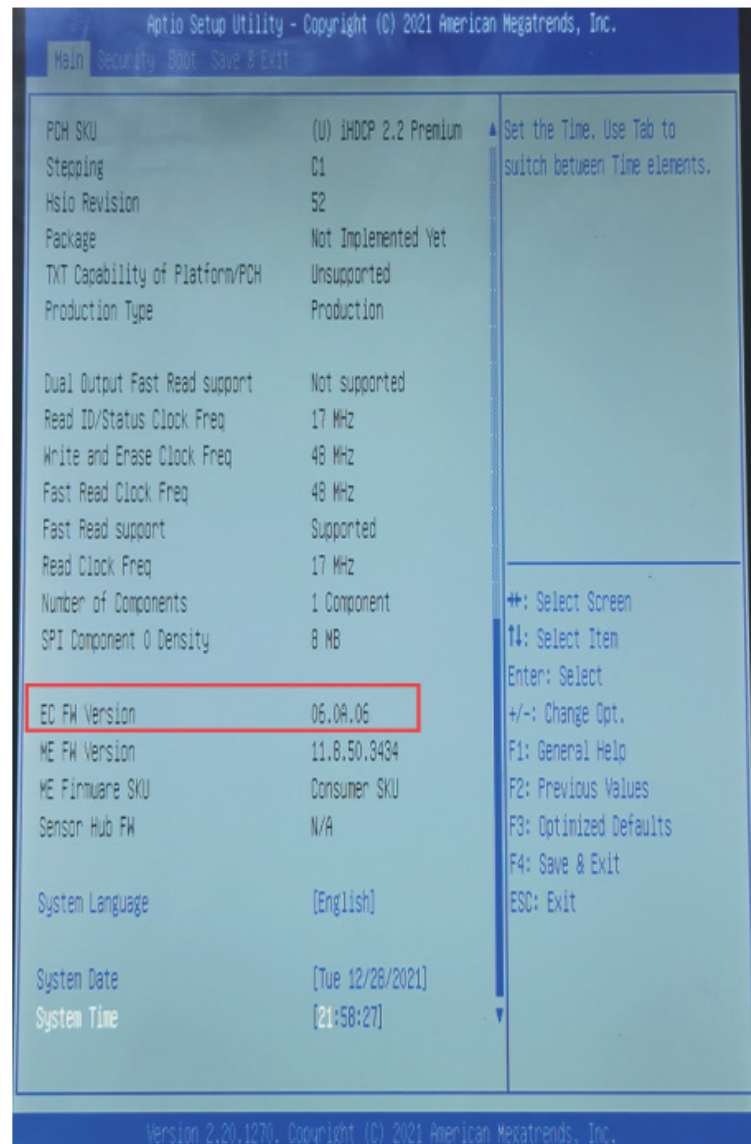 Aptio Setup Utility - Copyright (C) 2021 American Megatrends, Inc.
Main Security Boot Save & Exit
PCH SKU (U) iHDCP 2.2 Premium
Stepping C1
Hsio Revision 52
Package Not Implemented Yet
TXT Capability of Platform/PCH Unsupported
Production Type Production
Dual Output Fast Read support Not supported
Read ID/Status Clock Freq 17 MHz
Write and Erase Clock Freq 48 MHz
Fast Read Clock Freq 48 MHz
Fast Read support Supported
Read Clock Freq 17 MHz
Number of Components 1 Component
SPI Component 0 Density 8 MB
EC FW Version 06.0A.06
ME FW Version 11.8.50.3434
ME Firmware SKU Consumer SKU
Sensor Hub FW N/A
System Language [English]
System Date [Tue 12/28/2021]
System Time [21:58:27]
Set the Time. Use Tab to
switch between Time elements.
→←: Select Screen
↑↓: Select Item
Enter: Select
+/-: Change Opt.
F1: General Help
F2: Previous Values
F3: Optimized Defaults
F4: Save & Exit
ESC: Exit
Version 2.20.1270. Copyright (C) 2021 American Megatrends, Inc.